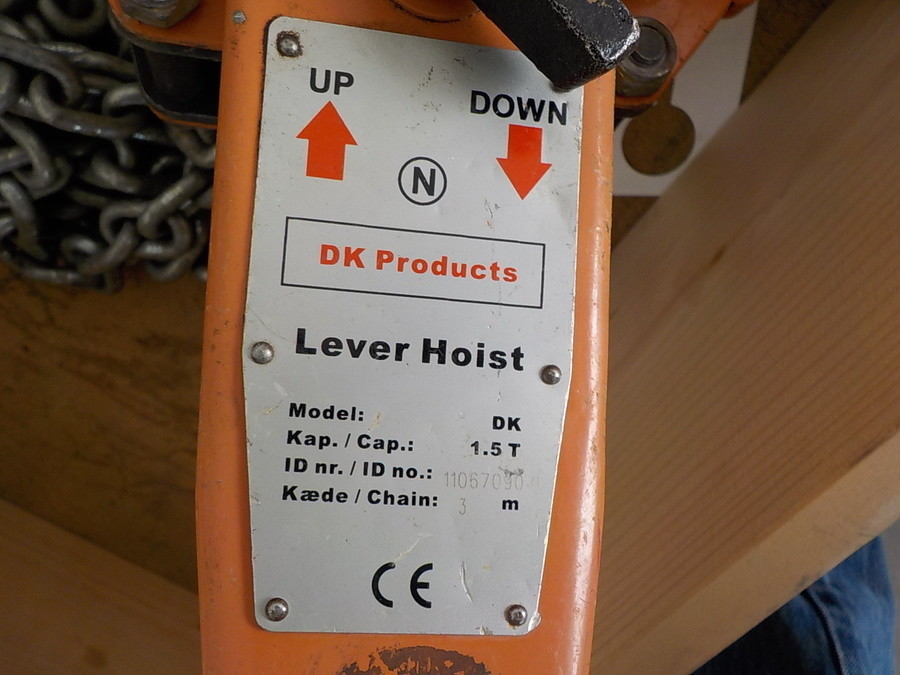 UP
DOWN
N
DK Products
Lever Hoist
Model: DK
Kap. / Cap.: 1.5 T
ID nr. / ID no.:
Kæde / Chain: 3 m
CE